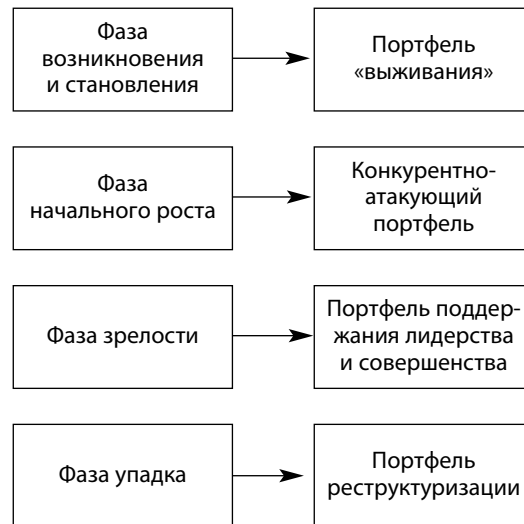 Фаза
возникновения
и становления
Портфель
«выживания»
Фаза
начального роста
Конкурентно-
атакующий
портфель
Фаза зрелости
Портфель поддер-
жания лидерства
и совершенства
Фаза упадка
Портфель
реструктуризации